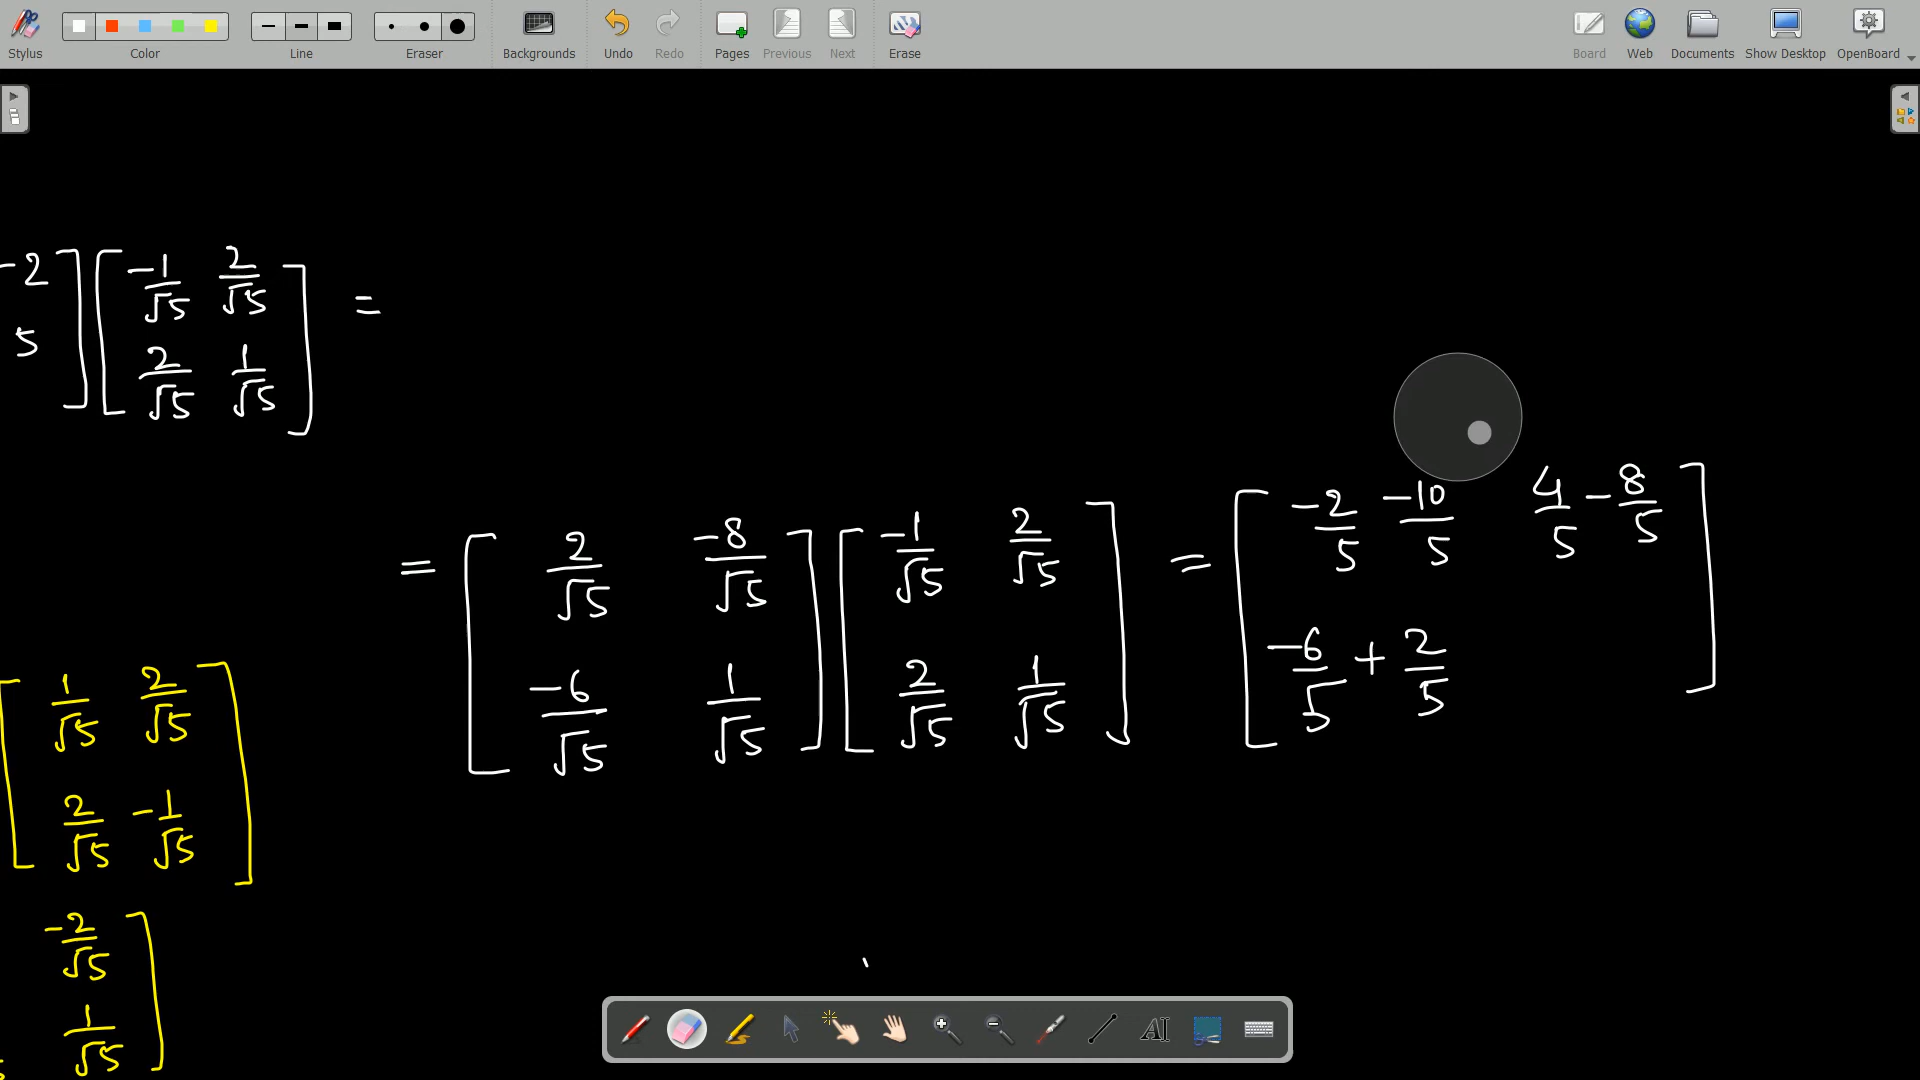 Stylus Color Line Eraser Backgrounds Undo Redo Pages Previous Next Erase Board Web Documents Show Desktop OpenBoard
-2 ] [ -1/√5 2/√5 ] =
5 ] [ 2/√5 1/√5 ]
= [ 2/√5 -8/√5 ] [ -1/√5 2/√5 ] = [ -2/5 -10/5 4/5 - 8/5 ]
[ -6/√5 1/√5 ] [ 2/√5 1/√5 ] [ -6/5 + 2/5 ]
[ 1/√5 2/√5 ]
[ 2/√5 -1/√5 ]
-2/√5 ]
1/√5 ]
AI